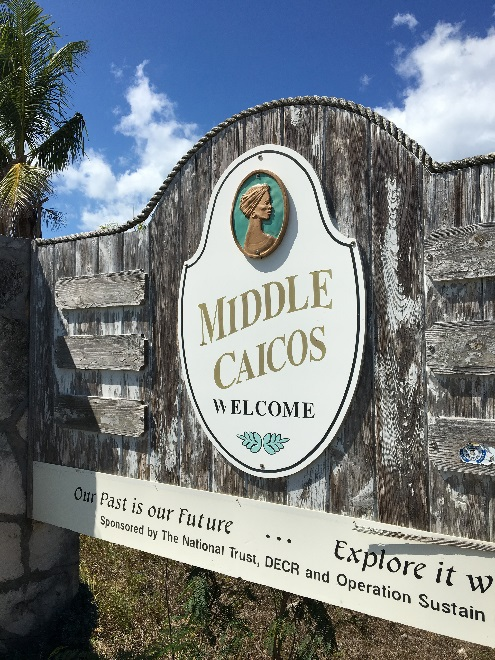 MIDDLE
CAICOS
WELCOME
Our Past is our Future ... Explore it w
Sponsored by The National Trust, DECR and Operation Sustain